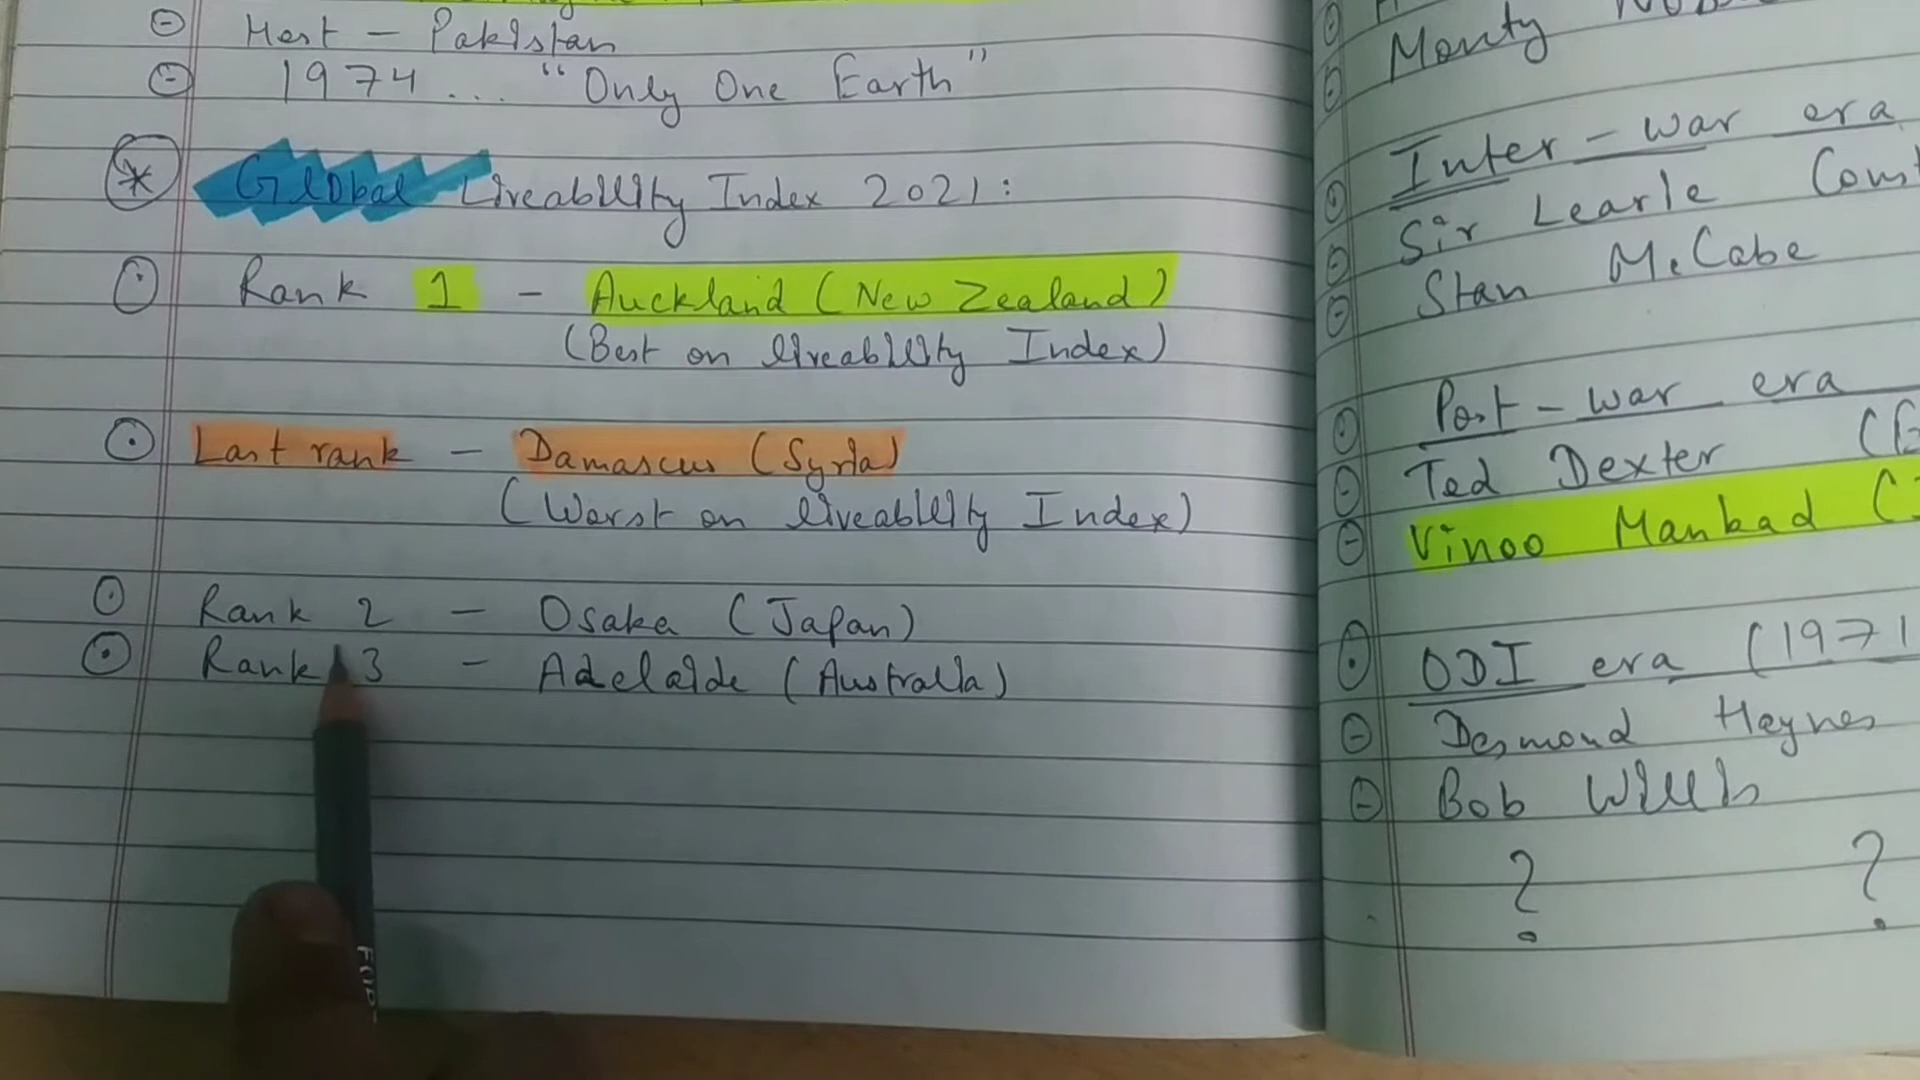 Host - Pakistan
1974 ... "Only One Earth"
Global Liveability Index 2021:
Rank 1 - Auckland (New Zealand)
(Best on liveability Index)
Last rank - Damascus (Syria)
(Worst on liveability Index)
Rank 2 - Osaka (Japan)
Rank 3 - Adelaide (Australia)
Monty
Inter-war era
Sir Learie Const
Stan McCabe
Post-war era
Ted Dexter (E
Vinoo Mankad (I
ODI era (1971
Desmond Haynes
Bob Willis
? ?